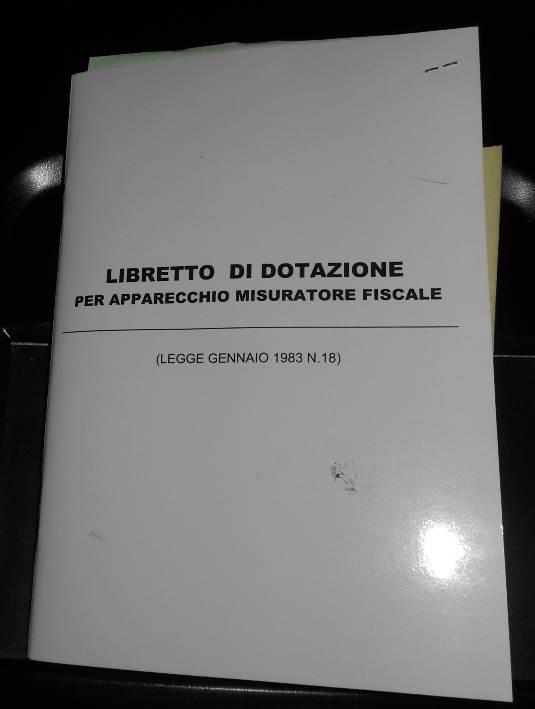 LIBRETTO DI DOTAZIONE
PER APPARECCHIO MISURATORE FISCALE
(LEGGE GENNAIO 1983 N.18)